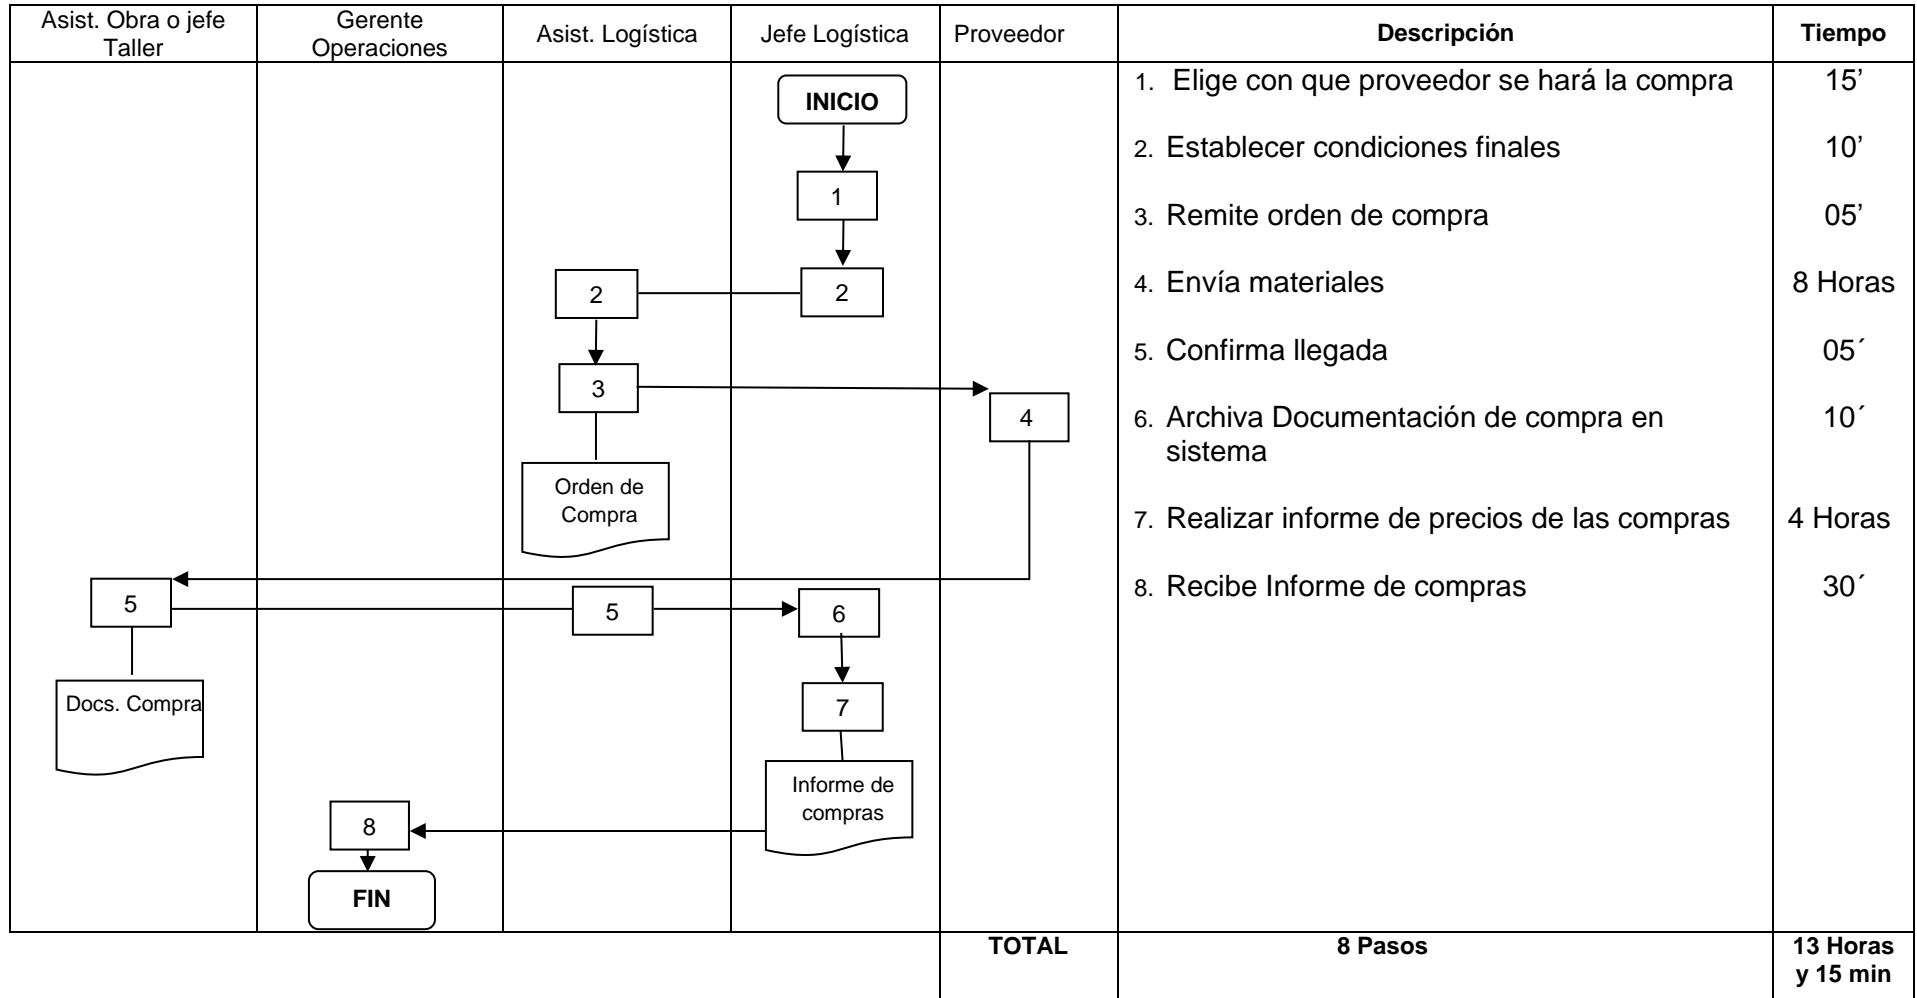 Asist. Obra o jefe
Taller
Gerente
Operaciones
Asist. Logística
Jefe Logística
Proveedor
Descripción
Tiempo
INICIO
1
2
2
3
4
Orden de
Compra
5
5
6
Docs. Compra
7
Informe de
compras
8
FIN
1. Elige con que proveedor se hará la compra
15’
2. Establecer condiciones finales
10’
3. Remite orden de compra
05’
4. Envía materiales
8 Horas
5. Confirma llegada
05´
6. Archiva Documentación de compra en
sistema
10´
7. Realizar informe de precios de las compras
4 Horas
8. Recibe Informe de compras
30´
TOTAL
8 Pasos
13 Horas
y 15 min